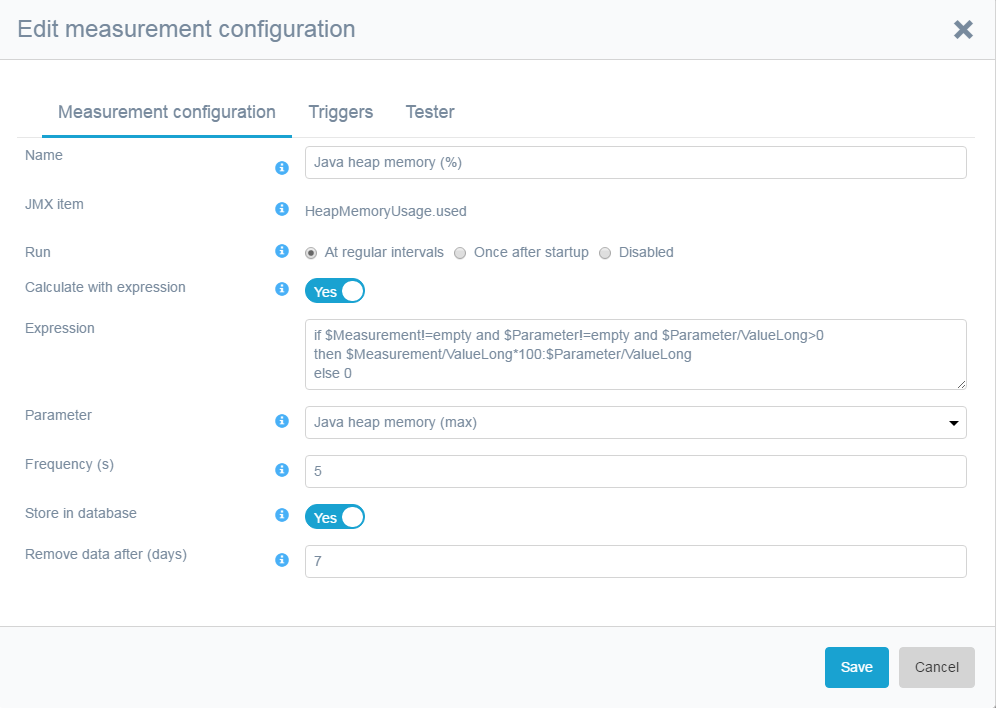 Edit measurement configuration
Measurement configuration Triggers Tester
Name Java heap memory (%)
JMX item HeapMemoryUsage.used
Run At regular intervals Once after startup Disabled
Calculate with expression Yes
Expression if $Measurement!=empty and $Parameter!=empty and $Parameter/ValueLong>0
then $Measurement/ValueLong*100:$Parameter/ValueLong
else 0
Parameter Java heap memory (max)
Frequency (s) 5
Store in database Yes
Remove data after (days) 7
Save Cancel